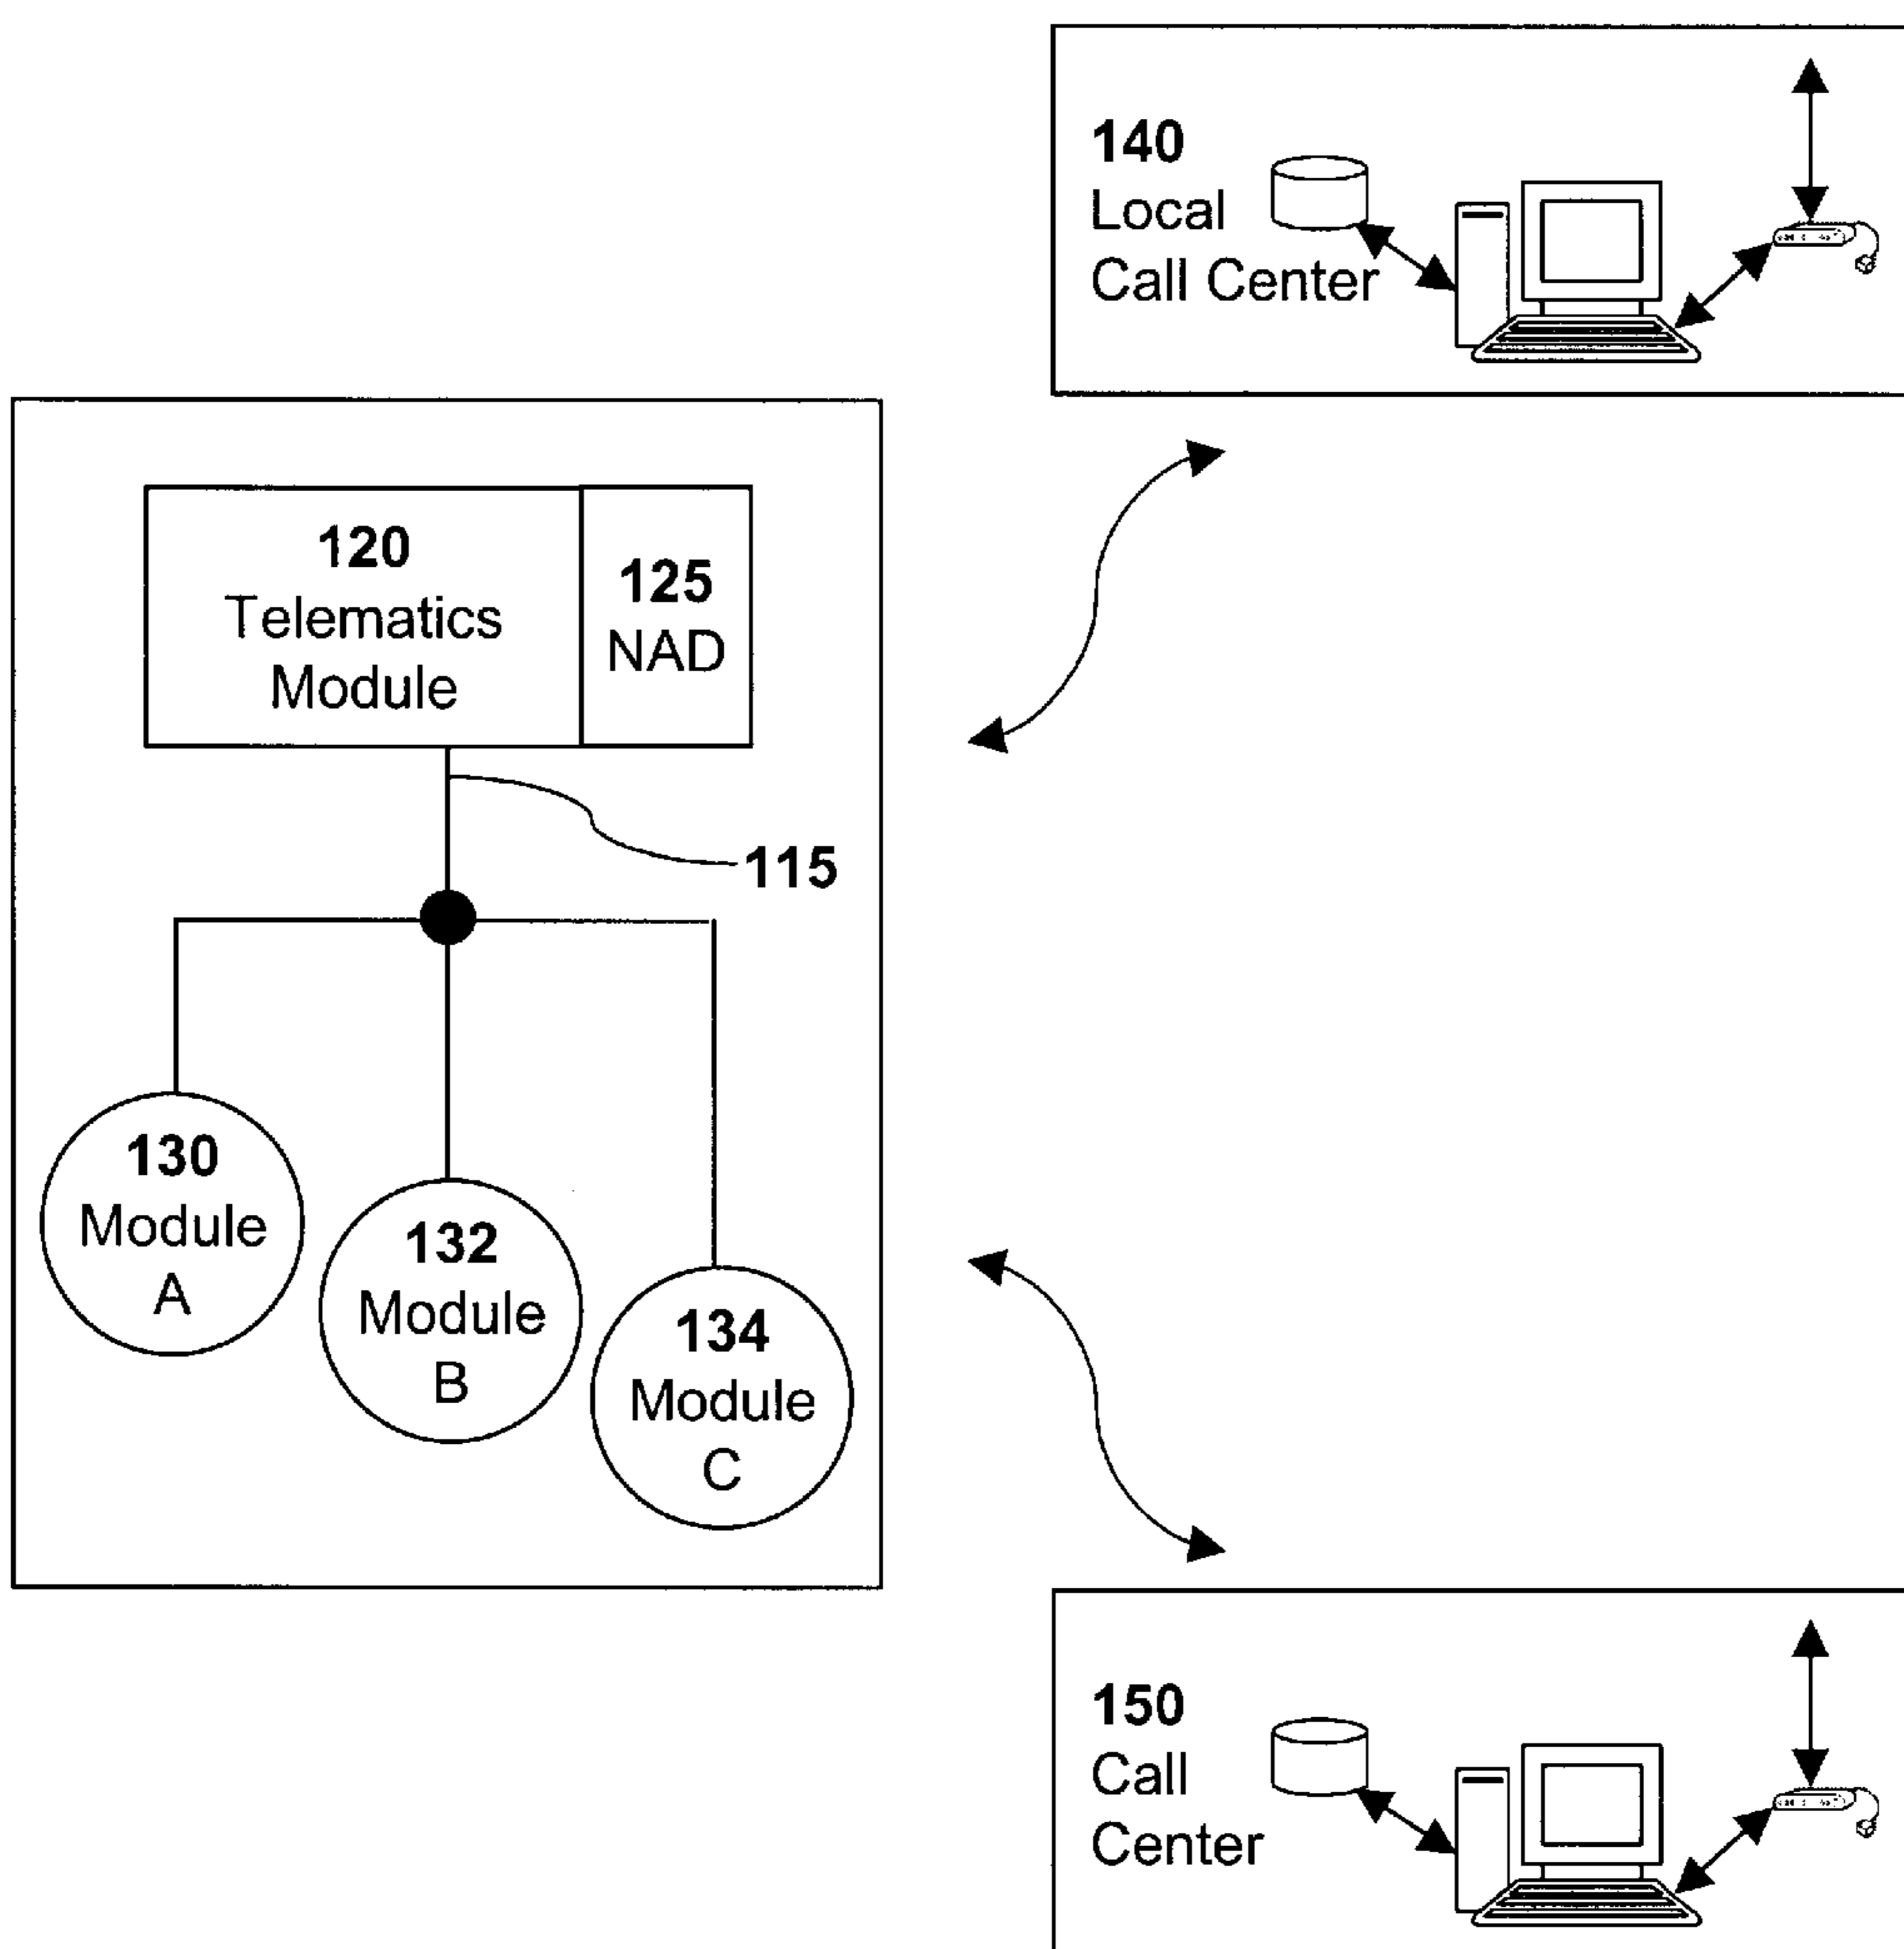 140
Local
Call Center
120
Telematics
Module
125
NAD
115
130
Module
A
132
Module
B
134
Module
C
150
Call
Center